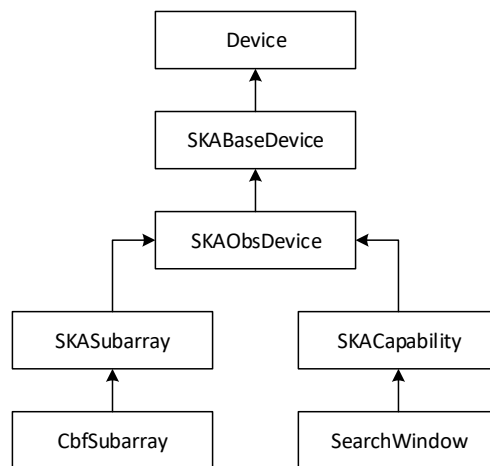 Device
SKABaseDevice
SKAObsDevice
SKASubarray
SKACapability
CbfSubarray
SearchWindow